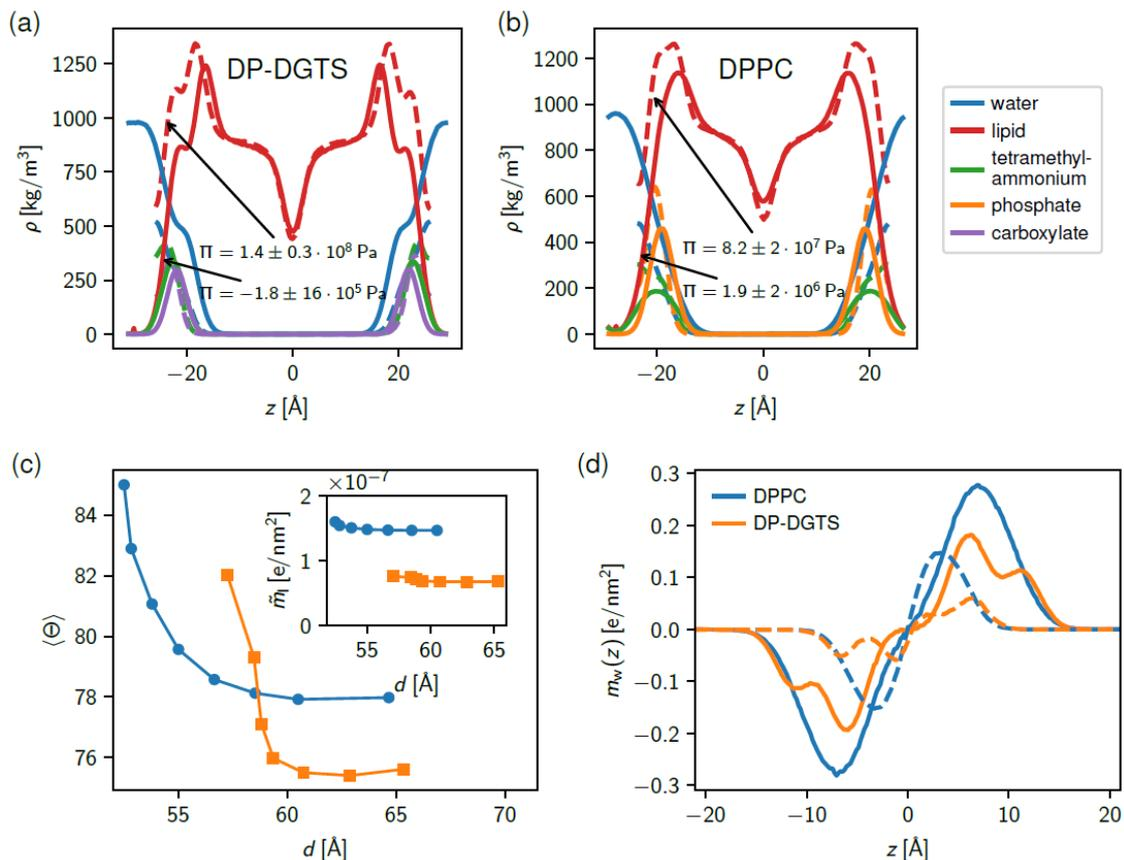 (a)
DP-DGTS
ρ [kg/m³]
1250
1000
750
500
250
0
−20
0
20
z [Å]
Π = 1.4 ± 0.3 · 10⁸ Pa
Π = −1.8 ± 16 · 10⁵ Pa
(b)
DPPC
ρ [kg/m³]
1200
1000
800
600
400
200
0
−20
0
20
z [Å]
Π = 8.2 ± 2 · 10⁷ Pa
Π = 1.9 ± 2 · 10⁶ Pa
water
lipid
tetramethyl-
ammonium
phosphate
carboxylate
(c)
⟨Θ⟩
84
82
80
78
76
55
60
65
70
d [Å]
×10⁻⁷
m̃ₗ [e/nm²]
2
1
0
55
60
65
d [Å]
(d)
DPPC
DP-DGTS
m_w(z) [e/nm²]
0.3
0.2
0.1
0.0
−0.1
−0.2
−0.3
−20
−10
0
10
20
z [Å]